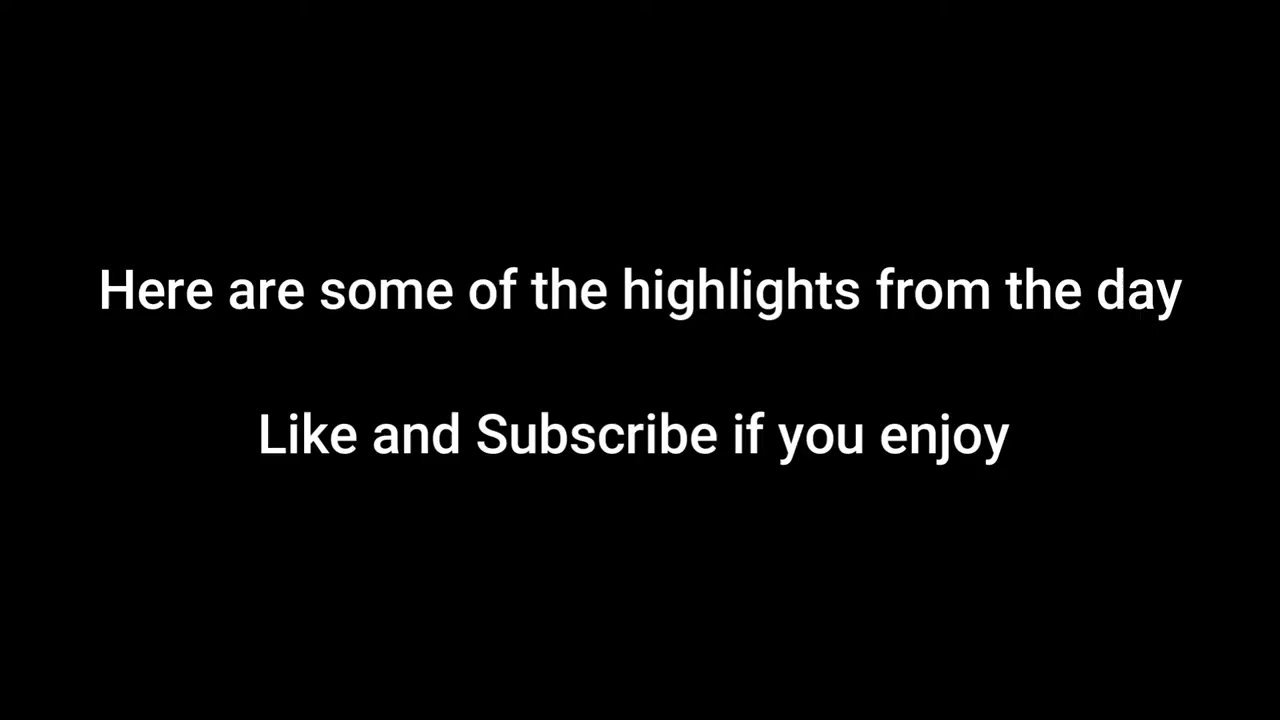 Here are some of the highlights from the day
Like and Subscribe if you enjoy